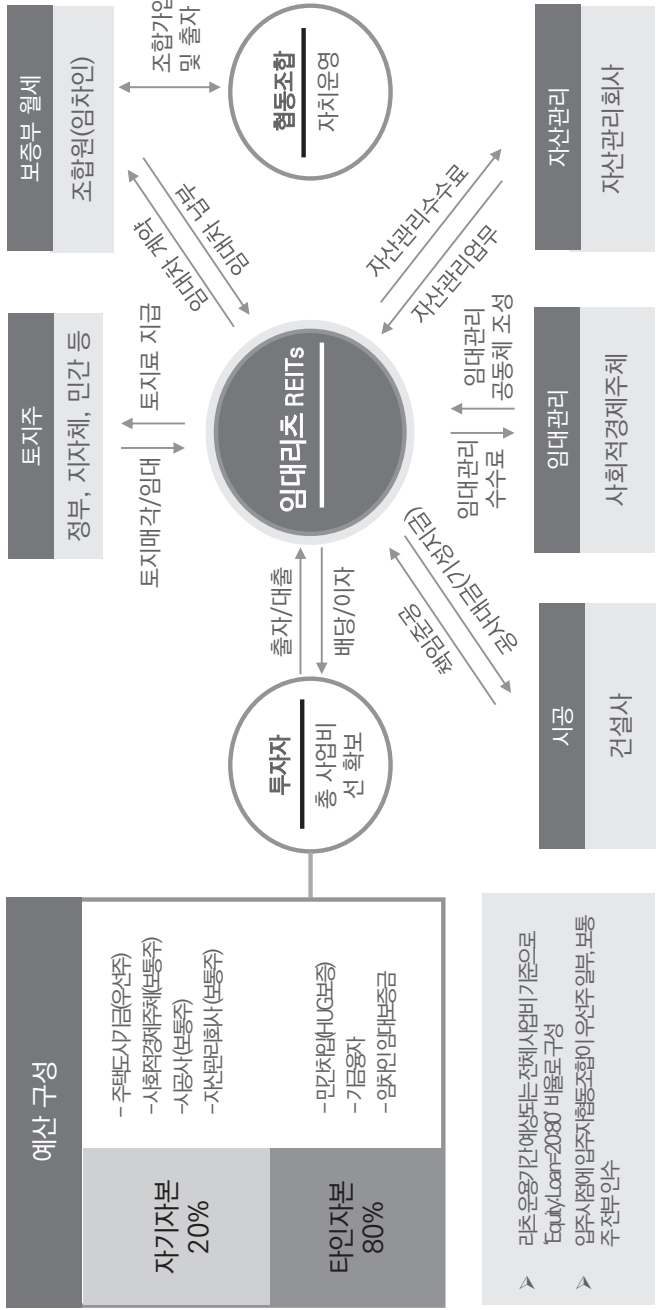 예산 구성
자기자본
20%
- 주택도시기금(우선주)
- 사회적경제주체(보통주)
- 시공사 (보통주)
- 자산관리회사 (보통주)
타인자본
80%
- 민간차입(HUG보증)
- 기금융자
- 임차인 임대보증금
➢ 리츠 운용기간 예상되는 전체 사업비 기준으로
'Equity:Loan=20:80' 비율로 구성
➢ 입주시점에 입주자협동조합이 우선주 일부, 보통
주 전부 인수
투자자
총 사업비
선 확보
출자/대출
배당/이자
토지주
정부, 지자체, 민간 등
토지매각/임대
토지료 지급
보증부 월세
조합원(임차인)
임대차 계약
임대차 납부
조합가입
및 출자
협동조합
자치운영
임대리츠 REITs
책임준공
공사대금(기성지급)
임대관리
수수료
임대관리
공동체 조성
자산관리수수료
자산관리업무
시공
건설사
임대관리
사회적경제주체
자산관리
자산관리회사